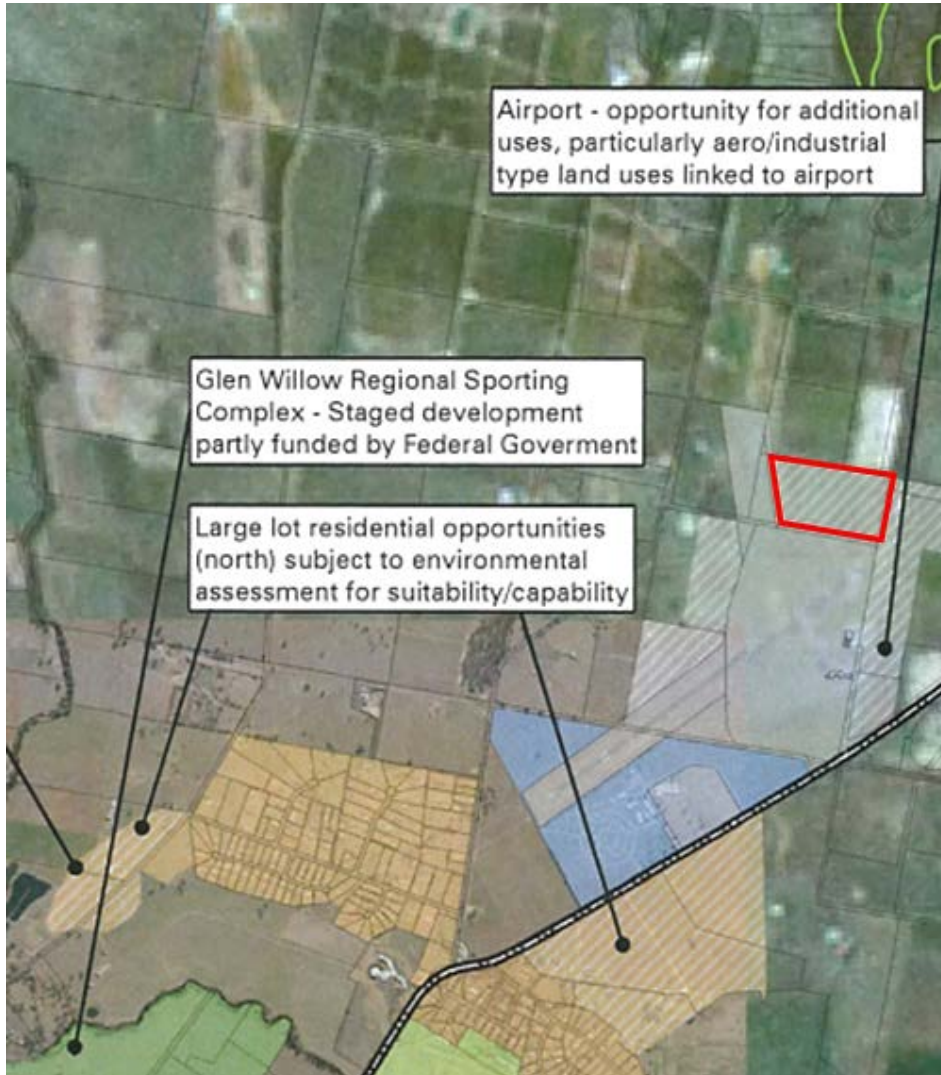 Airport - opportunity for additional
uses, particularly aero/industrial
type land uses linked to airport
Glen Willow Regional Sporting
Complex - Staged development
partly funded by Federal Goverment
Large lot residential opportunities
(north) subject to environmental
assessment for suitability/capability